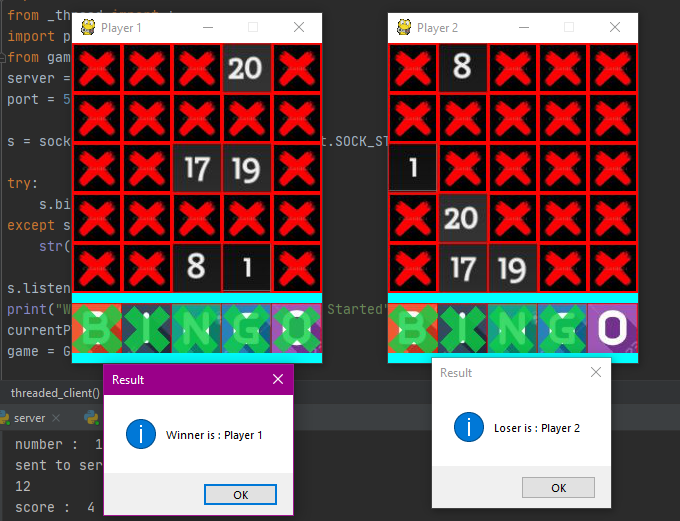 from _thread import *
import p
from gam
server =
port = 5
s = sock
t.SOCK_ST
try:
s.bi
except s
str(
s.listen
print("W
Started"
currentP
game = G
threaded_client()
server
number : 1
sent to ser
12
score : 4
Player 1
20
17 19
8 1
B I N G O
Player 2
8
1
20
17 19
B I N G O
Result
Winner is : Player 1
OK
Result
Loser is : Player 2
OK